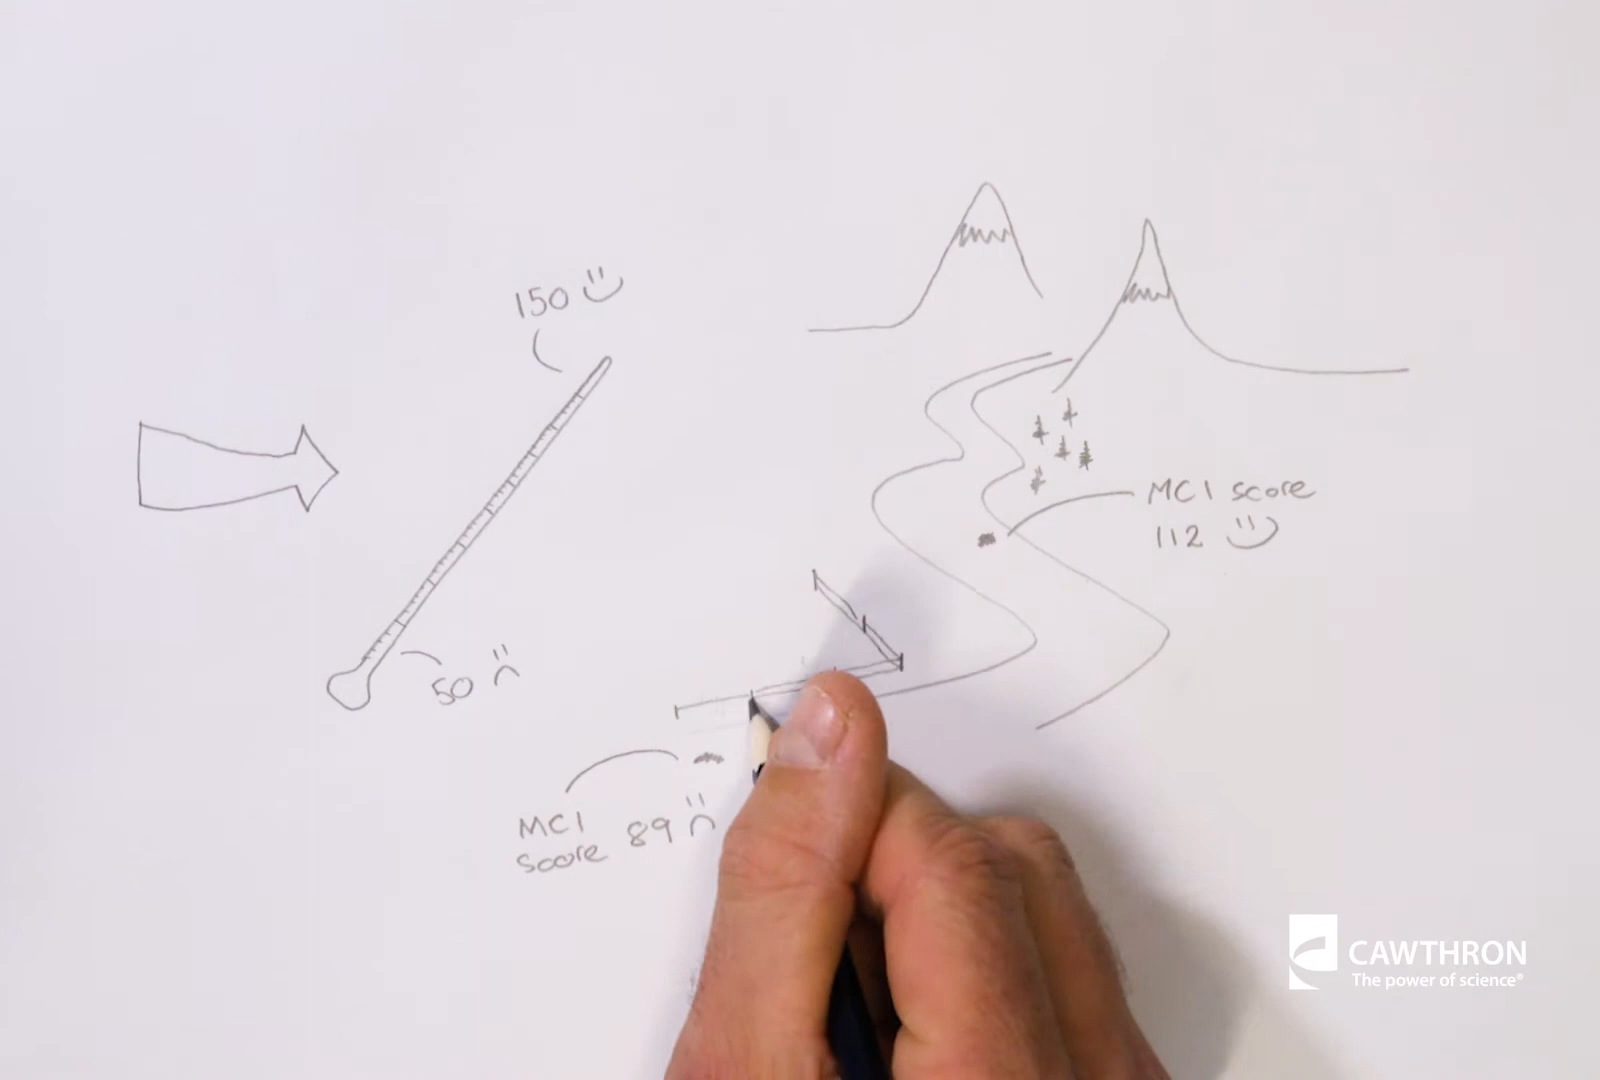 150
50
MCI score
112
MCI
score 89
CAWTHRON
The power of science®